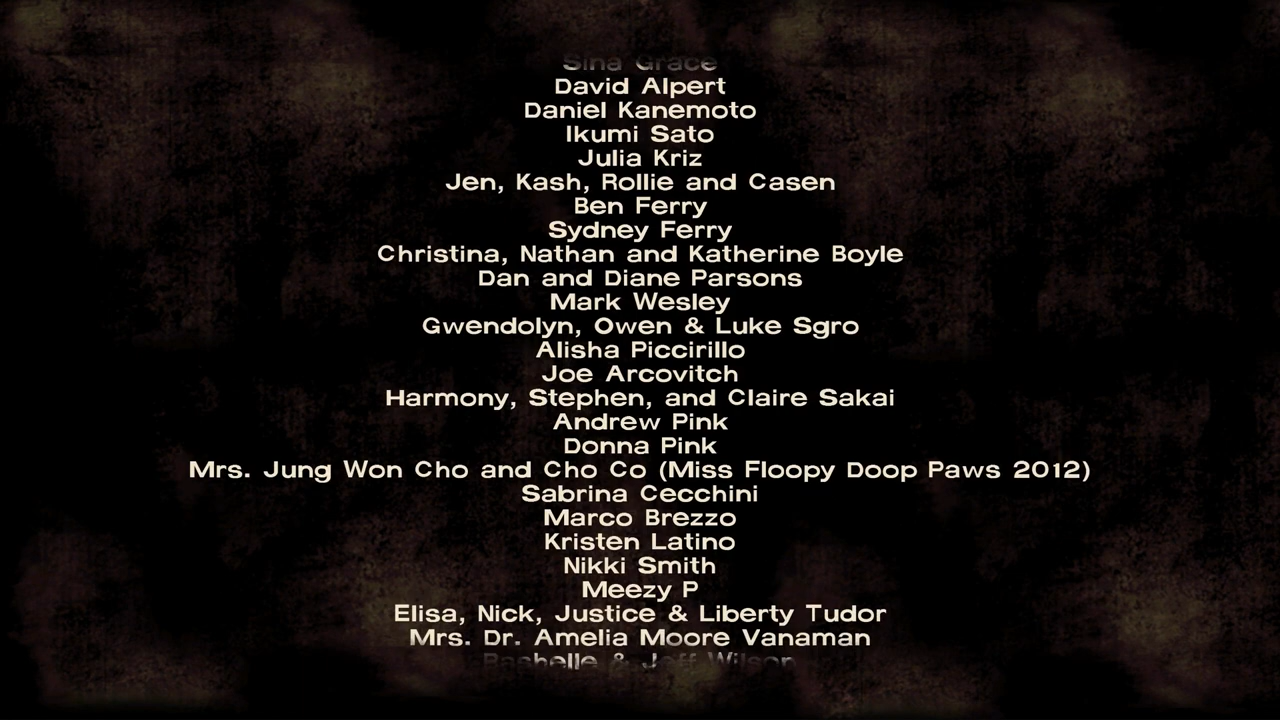 Sina Grace
David Alpert
Daniel Kanemoto
Ikumi Sato
Julia Kriz
Jen, Kash, Rollie and Casen
Ben Ferry
Sydney Ferry
Christina, Nathan and Katherine Boyle
Dan and Diane Parsons
Mark Wesley
Gwendolyn, Owen & Luke Sgro
Alisha Piccirillo
Joe Arcovitch
Harmony, Stephen, and Claire Sakai
Andrew Pink
Donna Pink
Mrs. Jung Won Cho and Cho Co (Miss Floopy Doop Paws 2012)
Sabrina Cecchini
Marco Brezzo
Kristen Latino
Nikki Smith
Meezy P
Elisa, Nick, Justice & Liberty Tudor
Mrs. Dr. Amelia Moore Vanaman
& Jeff Wilson